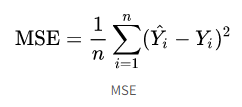 MSE = \frac{1}{n} \sum_{i=1}^{n} (\hat{Y}_i - Y_i)^2
MSE